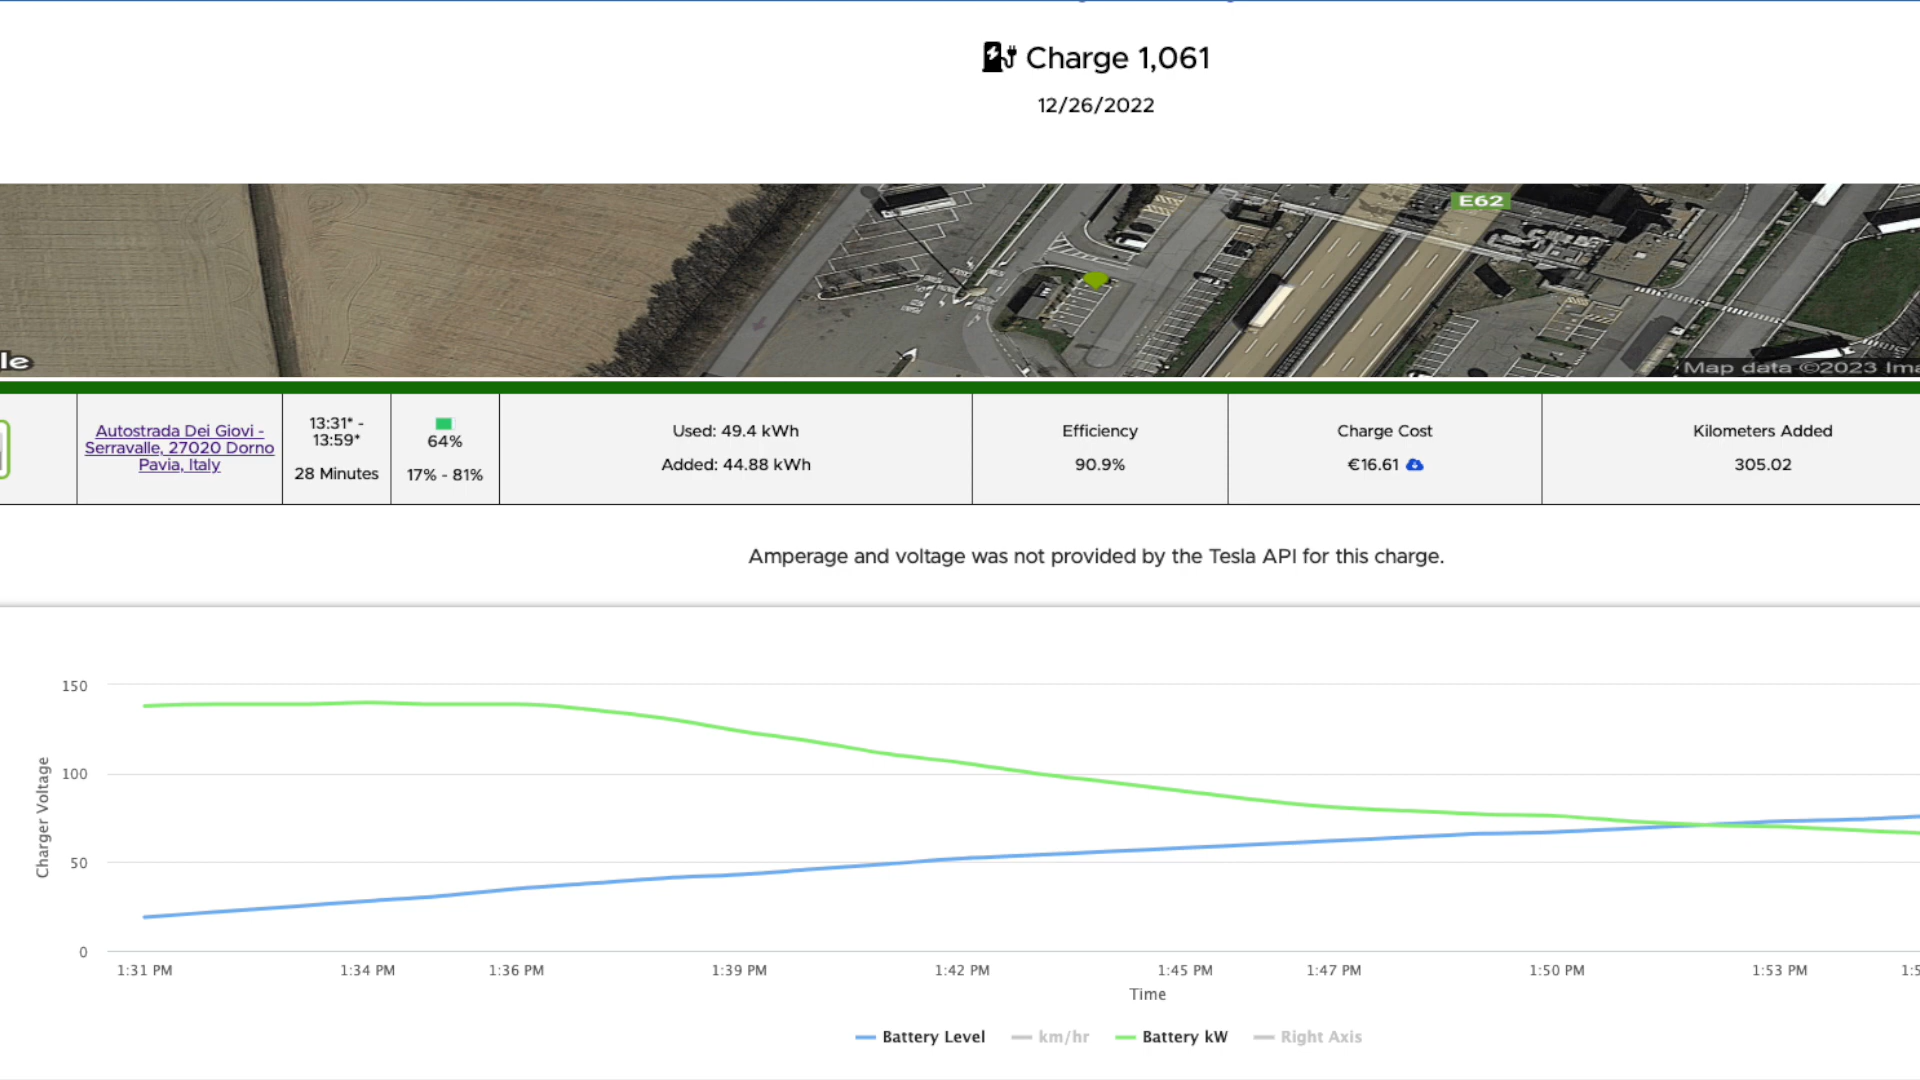 Charge 1,061
12/26/2022
E62
le
Map data ©2023 Ima
Autostrada Dei Giovi -
Serravalle, 27020 Dorno
Pavia, Italy
13:31* -
13:59*
28 Minutes
64%
17% - 81%
Used: 49.4 kWh
Added: 44.88 kWh
Efficiency
90.9%
Charge Cost
€16.61
Kilometers Added
305.02
Amperage and voltage was not provided by the Tesla API for this charge.
Charger Voltage
150
100
50
0
1:31 PM 1:34 PM 1:36 PM 1:39 PM 1:42 PM 1:45 PM 1:47 PM 1:50 PM 1:53 PM 1:5
Time
Battery Level km/hr Battery kW Right Axis